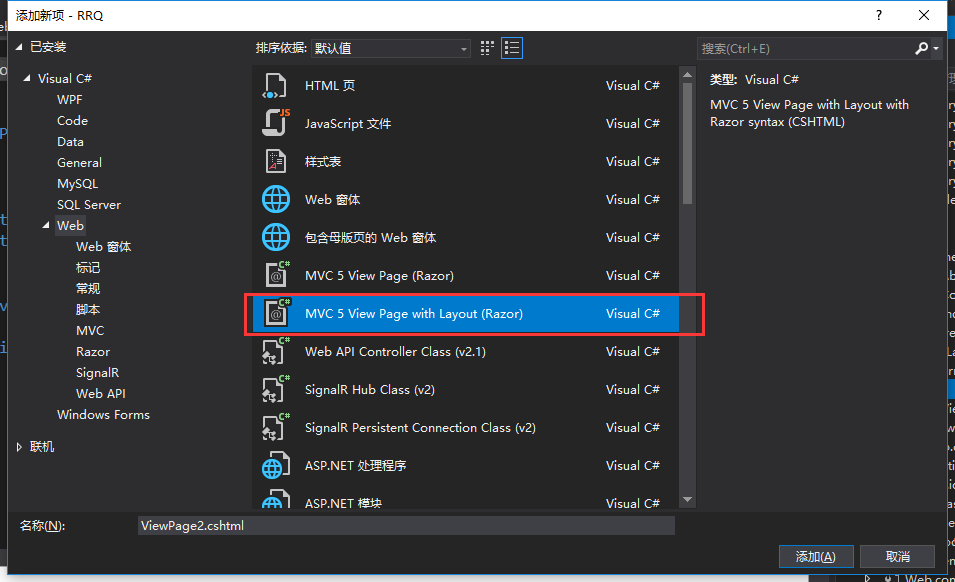 添加新项 - RRQ
?
已安装
Visual C#
WPF
Code
Data
General
MySQL
SQL Server
Web
Web 窗体
标记
常规
脚本
MVC
Razor
SignalR
Web API
Windows Forms
联机
排序依据: 默认值
HTML 页 Visual C#
JavaScript 文件 Visual C#
样式表 Visual C#
Web 窗体 Visual C#
包含母版页的 Web 窗体 Visual C#
MVC 5 View Page (Razor) Visual C#
MVC 5 View Page with Layout (Razor) Visual C#
Web API Controller Class (v2.1) Visual C#
SignalR Hub Class (v2) Visual C#
SignalR Persistent Connection Class (v2) Visual C#
ASP.NET 处理程序 Visual C#
ASP.NET 模块 Visual C#
搜索(Ctrl+E)
类型: Visual C#
MVC 5 View Page with Layout with
Razor syntax (CSHTML)
名称(N): ViewPage2.cshtml
添加(A) 取消